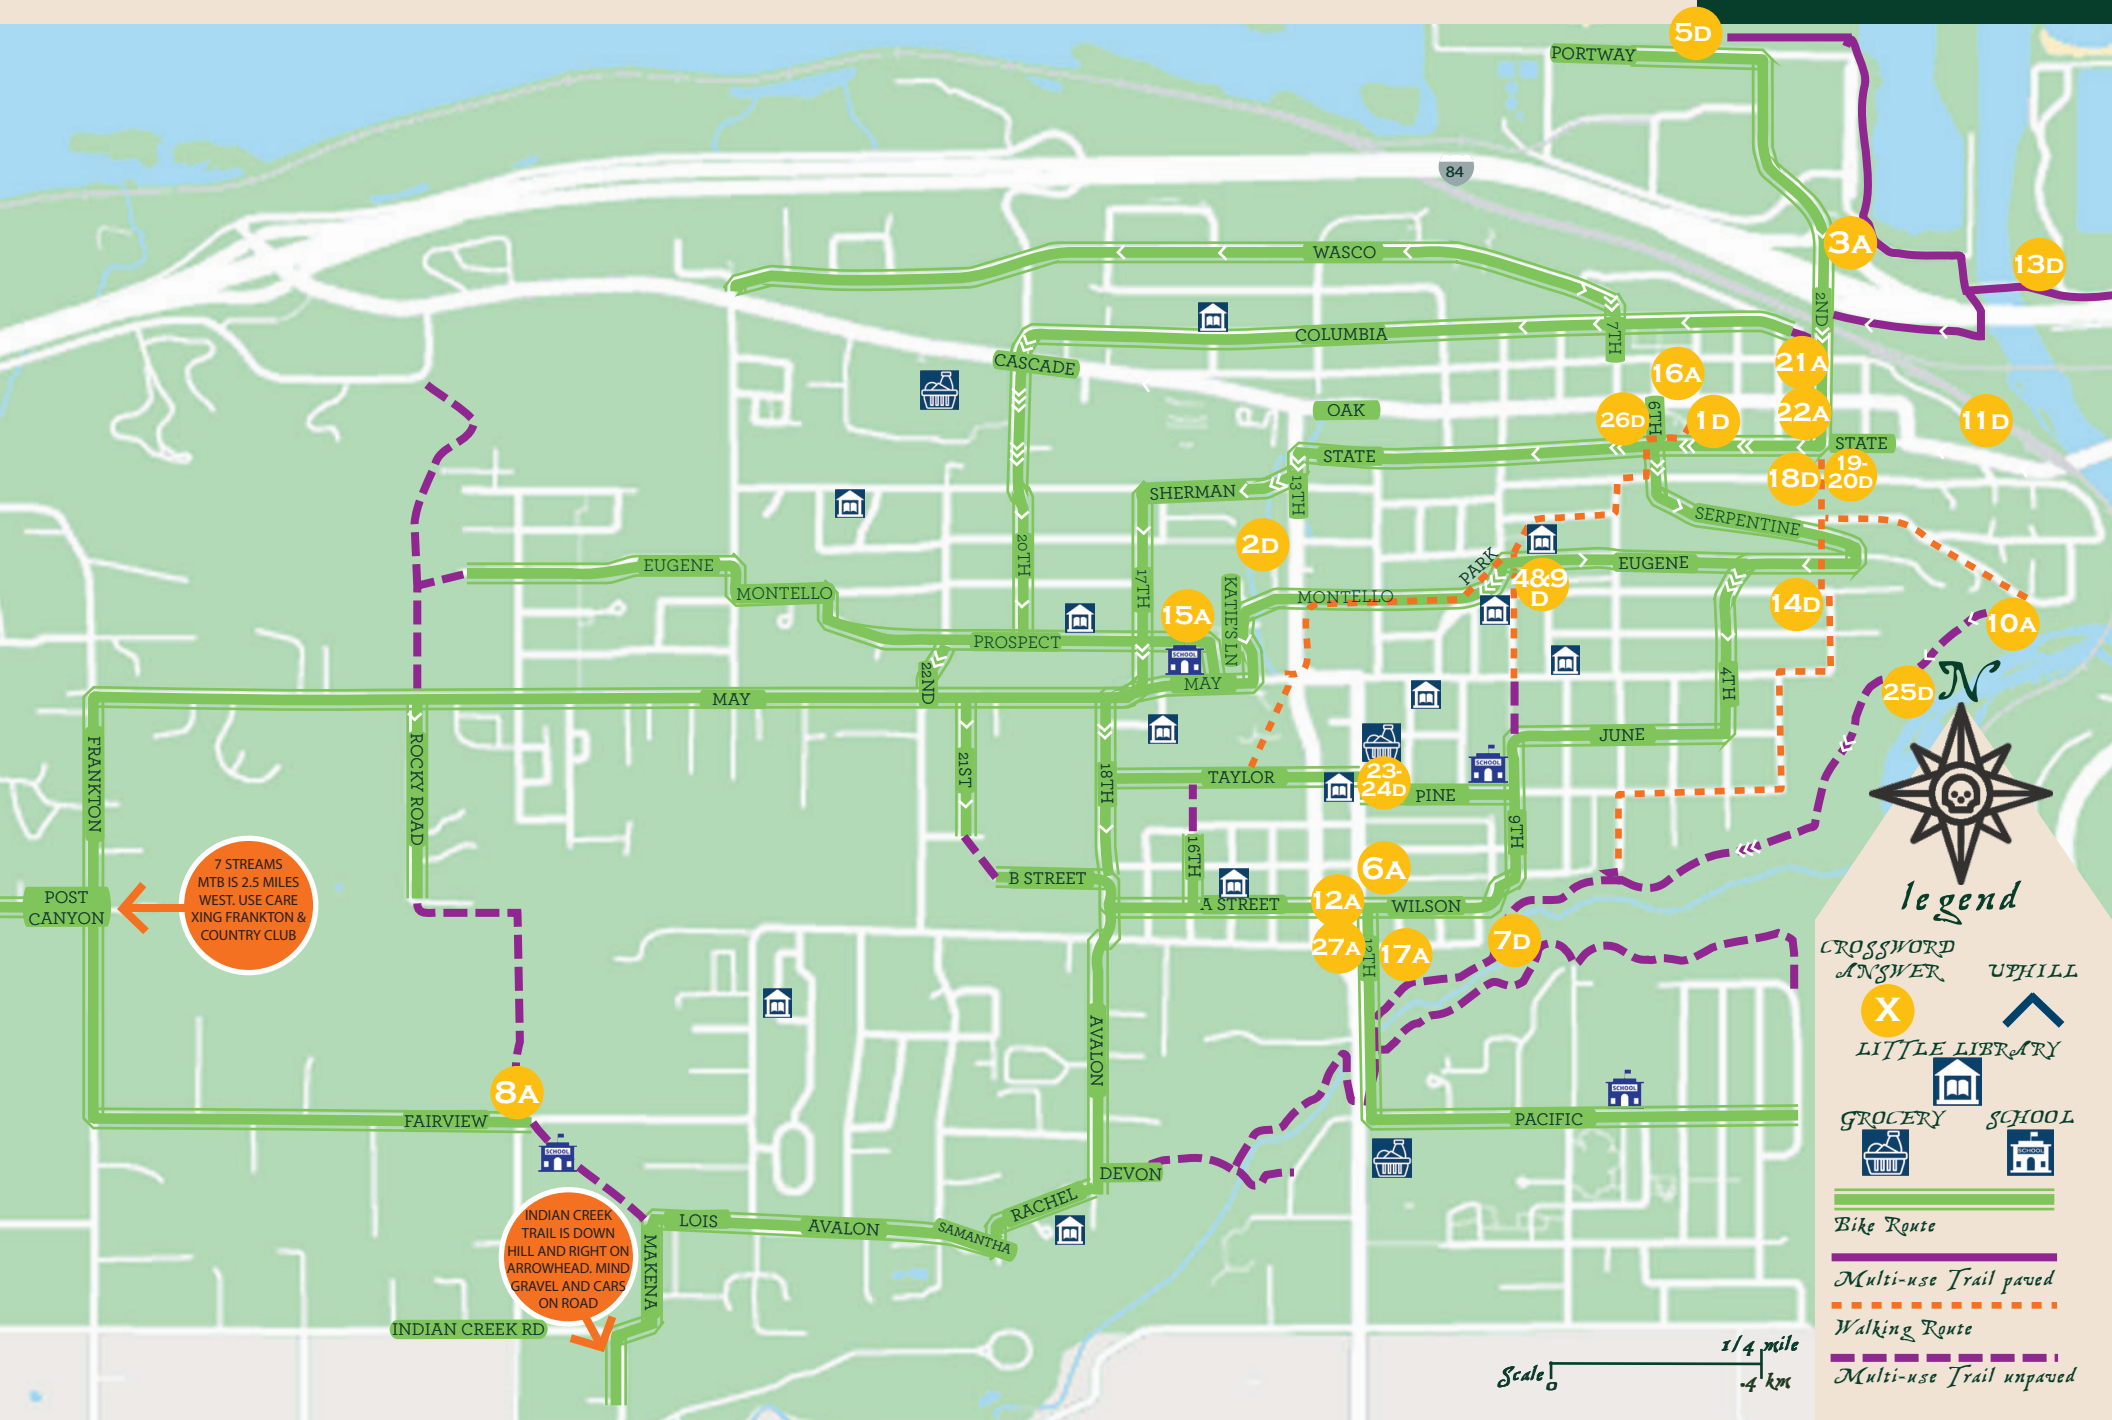 5D
PORTWAY
84
3A
13D
WASCO
2ND
7TH
COLUMBIA
CASCADE
21A
16A
OAK
26D
6TH
1D
22A
11D
STATE
STATE
18D
19-
20D
SHERMAN
13TH
SERPENTINE
2D
20TH
17TH
EUGENE
EUGENE
PARK
4&9
D
MONTELLO
MONTELLO
KATIE'S LN
14D
15A
10A
PROSPECT
SCHOOL
22ND
MAY
MAY
4TH
25D
N
FRANKTON
ROCKY ROAD
21ST
18TH
JUNE
TAYLOR
SCHOOL
23-
24D
PINE
9TH
16TH
7 STREAMS
MTB IS 2.5 MILES
WEST. USE CARE
XING FRANKTON &
COUNTRY CLUB
POST
CANYON
B STREET
6A
12A
A STREET
WILSON
27A
12TH
17A
7D
AVALON
8A
FAIRVIEW
SCHOOL
SCHOOL
PACIFIC
DEVON
RACHEL
SAMANTHA
AVALON
LOIS
MAKENA
INDIAN CREEK
TRAIL IS DOWN
HILL AND RIGHT ON
ARROWHEAD. MIND
GRAVEL AND CARS
ON ROAD
INDIAN CREEK RD
Scale
0
1/4 mile
.4 km
legend
CROSSWORD
ANSWER
UPHILL
X
LITTLE LIBRARY
GROCERY
SCHOOL
SCHOOL
Bike Route
Multi-use Trail paved
Walking Route
Multi-use Trail unpaved